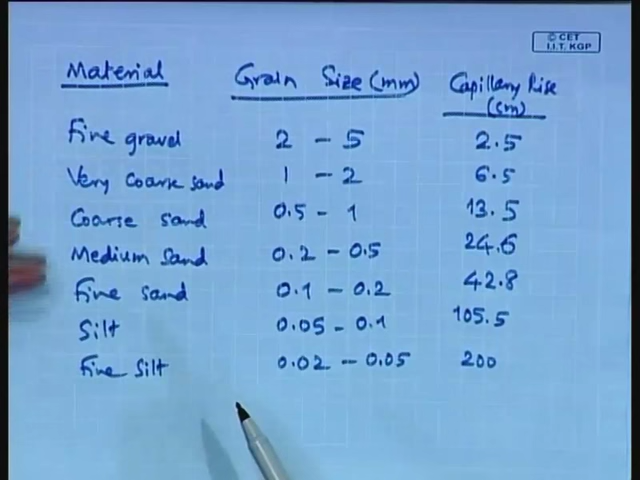 © CET
I.I.T. KGP
Material Grain Size (mm) Capillary Rise (cm)
Fine gravel 2 - 5 2.5
Very Coarse sand 1 - 2 6.5
Coarse sand 0.5 - 1 13.5
Medium sand 0.2 - 0.5 24.6
Fine sand 0.1 - 0.2 42.8
Silt 0.05 - 0.1 105.5
Fine Silt 0.02 - 0.05 200